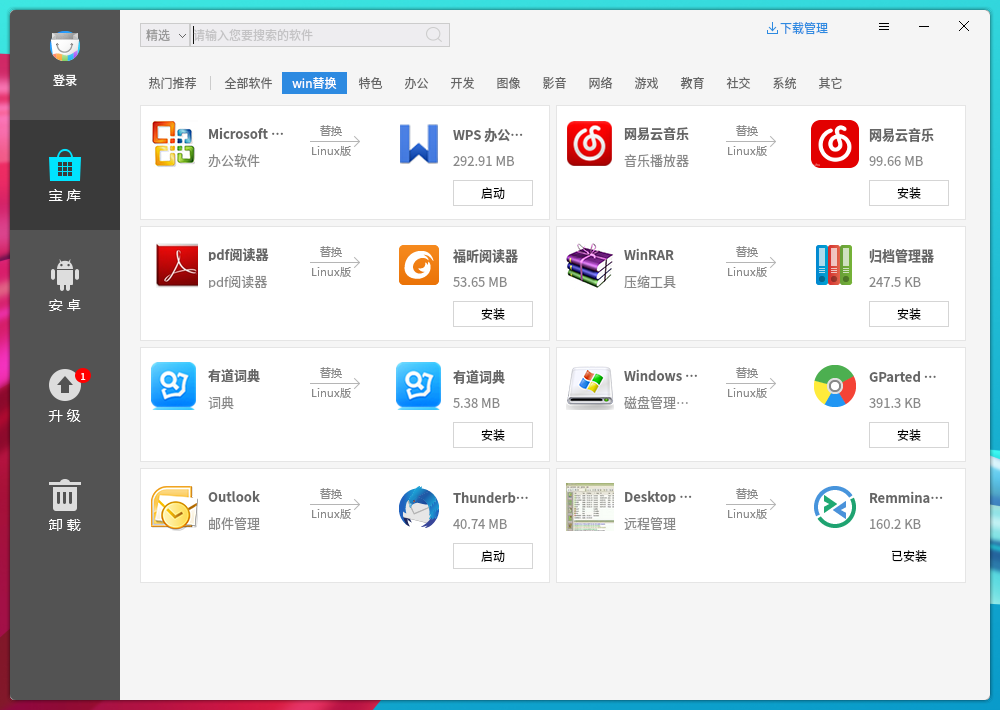 登录
宝库
安卓
1
升级
卸载
精选
请输入您要搜索的软件
下载管理
热门推荐 全部软件 win替换 特色 办公 开发 图像 影音 网络 游戏 教育 社交 系统 其它
Microsoft ···
办公软件
替换
Linux版
WPS 办公···
292.91 MB
启动
网易云音乐
音乐播放器
替换
Linux版
网易云音乐
99.66 MB
安装
pdf阅读器
pdf阅读器
替换
Linux版
福昕阅读器
53.65 MB
安装
WinRAR
压缩工具
替换
Linux版
归档管理器
247.5 KB
安装
有道词典
词典
替换
Linux版
有道词典
5.38 MB
安装
Windows ···
磁盘管理···
替换
Linux版
GParted ···
391.3 KB
安装
Outlook
邮件管理
替换
Linux版
Thunderb···
40.74 MB
启动
Desktop ···
远程管理
替换
Linux版
Remmina···
160.2 KB
已安装